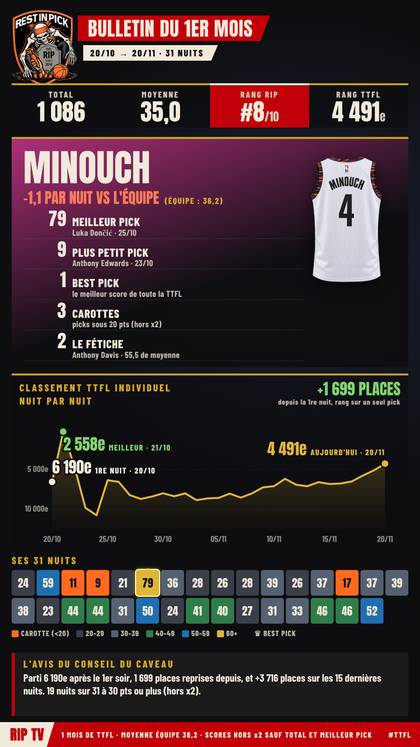 REST IN PICK
RIP
BULLETIN DU 1ER MOIS
20/10 → 20/11 · 31 NUITS
TOTAL
1 086
MOYENNE
35,0
RANG RIP
#8/10
RANG TTFL
4 491e
MINOUCH
-1,1 PAR NUIT VS L'ÉQUIPE (ÉQUIPE : 36,2)
79 MEILLEUR PICK
Luka Dončić · 25/10
9 PLUS PETIT PICK
Anthony Edwards · 23/10
1 BEST PICK
le meilleur score de toute la TTFL
3 CAROTTES
picks sous 20 pts (hors x2)
2 LE FÉTICHE
Anthony Davis · 55,5 de moyenne
MINOUCH
4
CLASSEMENT TTFL INDIVIDUEL
NUIT PAR NUIT
+1 699 PLACES
depuis la 1re nuit, rang sur un seul pick
2 558e MEILLEUR · 21/10
4 491e AUJOURD'HUI · 20/11
5 000e
6 190e 1RE NUIT · 20/10
10 000e
20/10 25/10 30/10 05/11 10/11 15/11 20/11
SES 31 NUITS
24 59 11 9 21 79 36 28 26 28 39 26 37 17 37 39
38 23 44 44 31 50 24 41 40 27 31 33 46 46 52
CAROTTE (<20) 20-29 30-39 40-49 50-59 60+ BEST PICK
L'AVIS DU CONSEIL DU CAVEAU
Parti 6 190e après le 1er soir, 1 699 places reprises depuis, et +3 716 places sur les 15 dernières
nuits. 19 nuits sur 31 à 30 pts ou plus (hors x2).
RIP TV 1 MOIS DE TTFL · MOYENNE ÉQUIPE 36,2 · SCORES HORS x2 SAUF TOTAL ET MEILLEUR PICK #TTFL